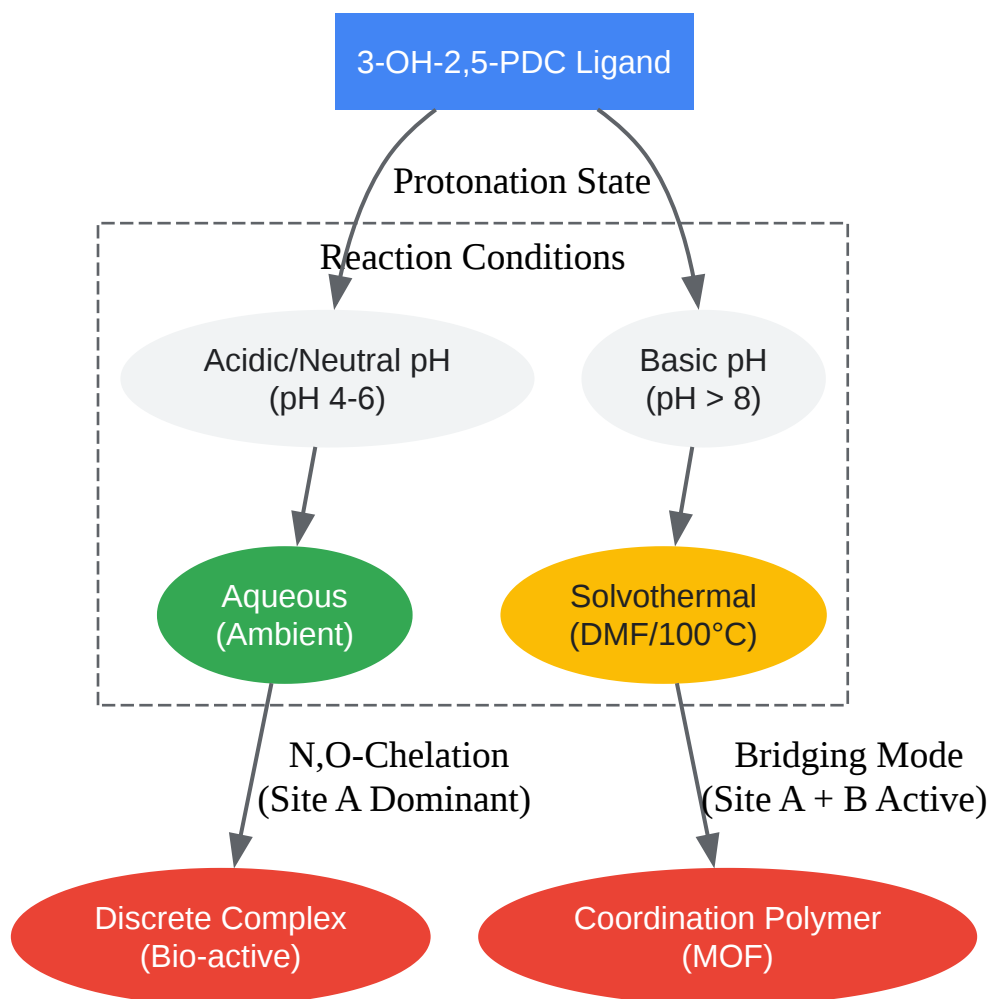 3-OH-2,5-PDC Ligand
Protonation State
Reaction Conditions
Acidic/Neutral pH
(pH 4-6)
Basic pH
(pH > 8)
Aqueous
(Ambient)
Solvothermal
(DMF/100°C)
N,O-Chelation
(Site A Dominant)
Bridging Mode
(Site A + B Active)
Discrete Complex
(Bio-active)
Coordination Polymer
(MOF)